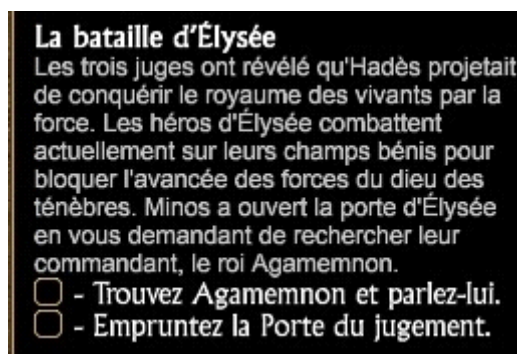 La bataille d'Élysée
Les trois juges ont révélé qu'Hadès projetait
de conquérir le royaume des vivants par la
force. Les héros d'Élysée combattent
actuellement sur leurs champs bénis pour
bloquer l'avancée des forces du dieu des
ténèbres. Minos a ouvert la porte d'Élysée
en vous demandant de rechercher leur
commandant, le roi Agamemnon.
- Trouvez Agamemnon et parlez-lui.
- Empruntez la Porte du jugement.